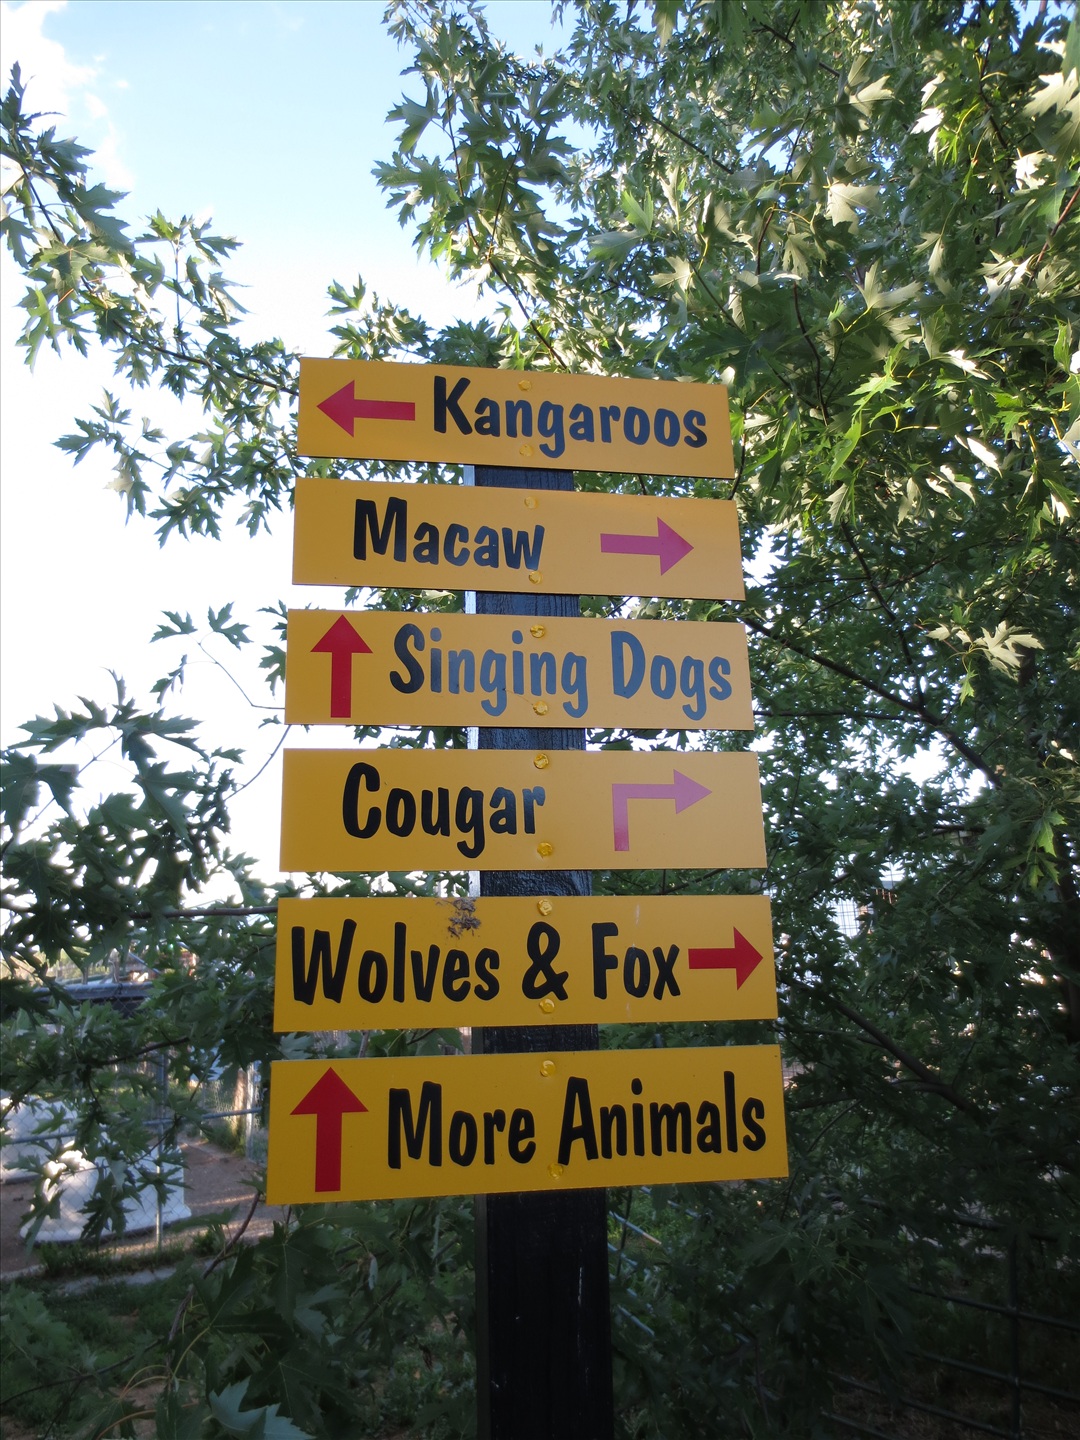 Kangaroos
Macaw
Singing Dogs
Cougar
Wolves & Fox
More Animals